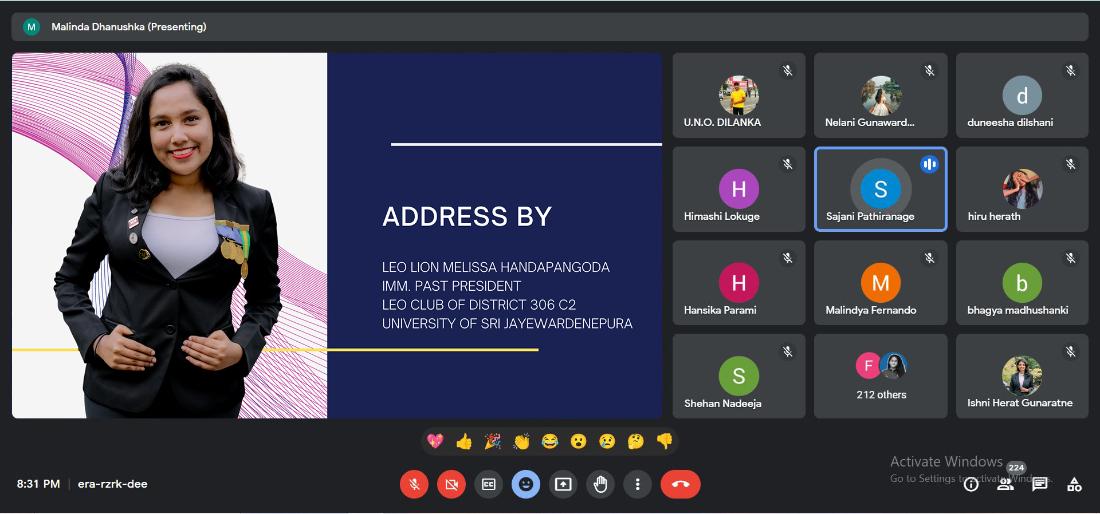 M Malinda Dhanushka (Presenting)
ADDRESS BY
LEO LION MELISSA HANDAPANGODA
IMM. PAST PRESIDENT
LEO CLUB OF DISTRICT 306 C2
UNIVERSITY OF SRI JAYEWARDENEPURA
U.N.O. DILANKA
Nelani Gunaward...
d
duneesha dilshani
H
Himashi Lokuge
S
Sajani Pathiranage
hiru herath
H
Hansika Parami
M
Malindya Fernando
b
bhagya madhushanki
S
Shehan Nadeeja
F
212 others
Ishni Herat Gunaratne
CC
Activate Windows
Go to Settings to activate Windows.
224
8:31 PM | era-rzrk-dee